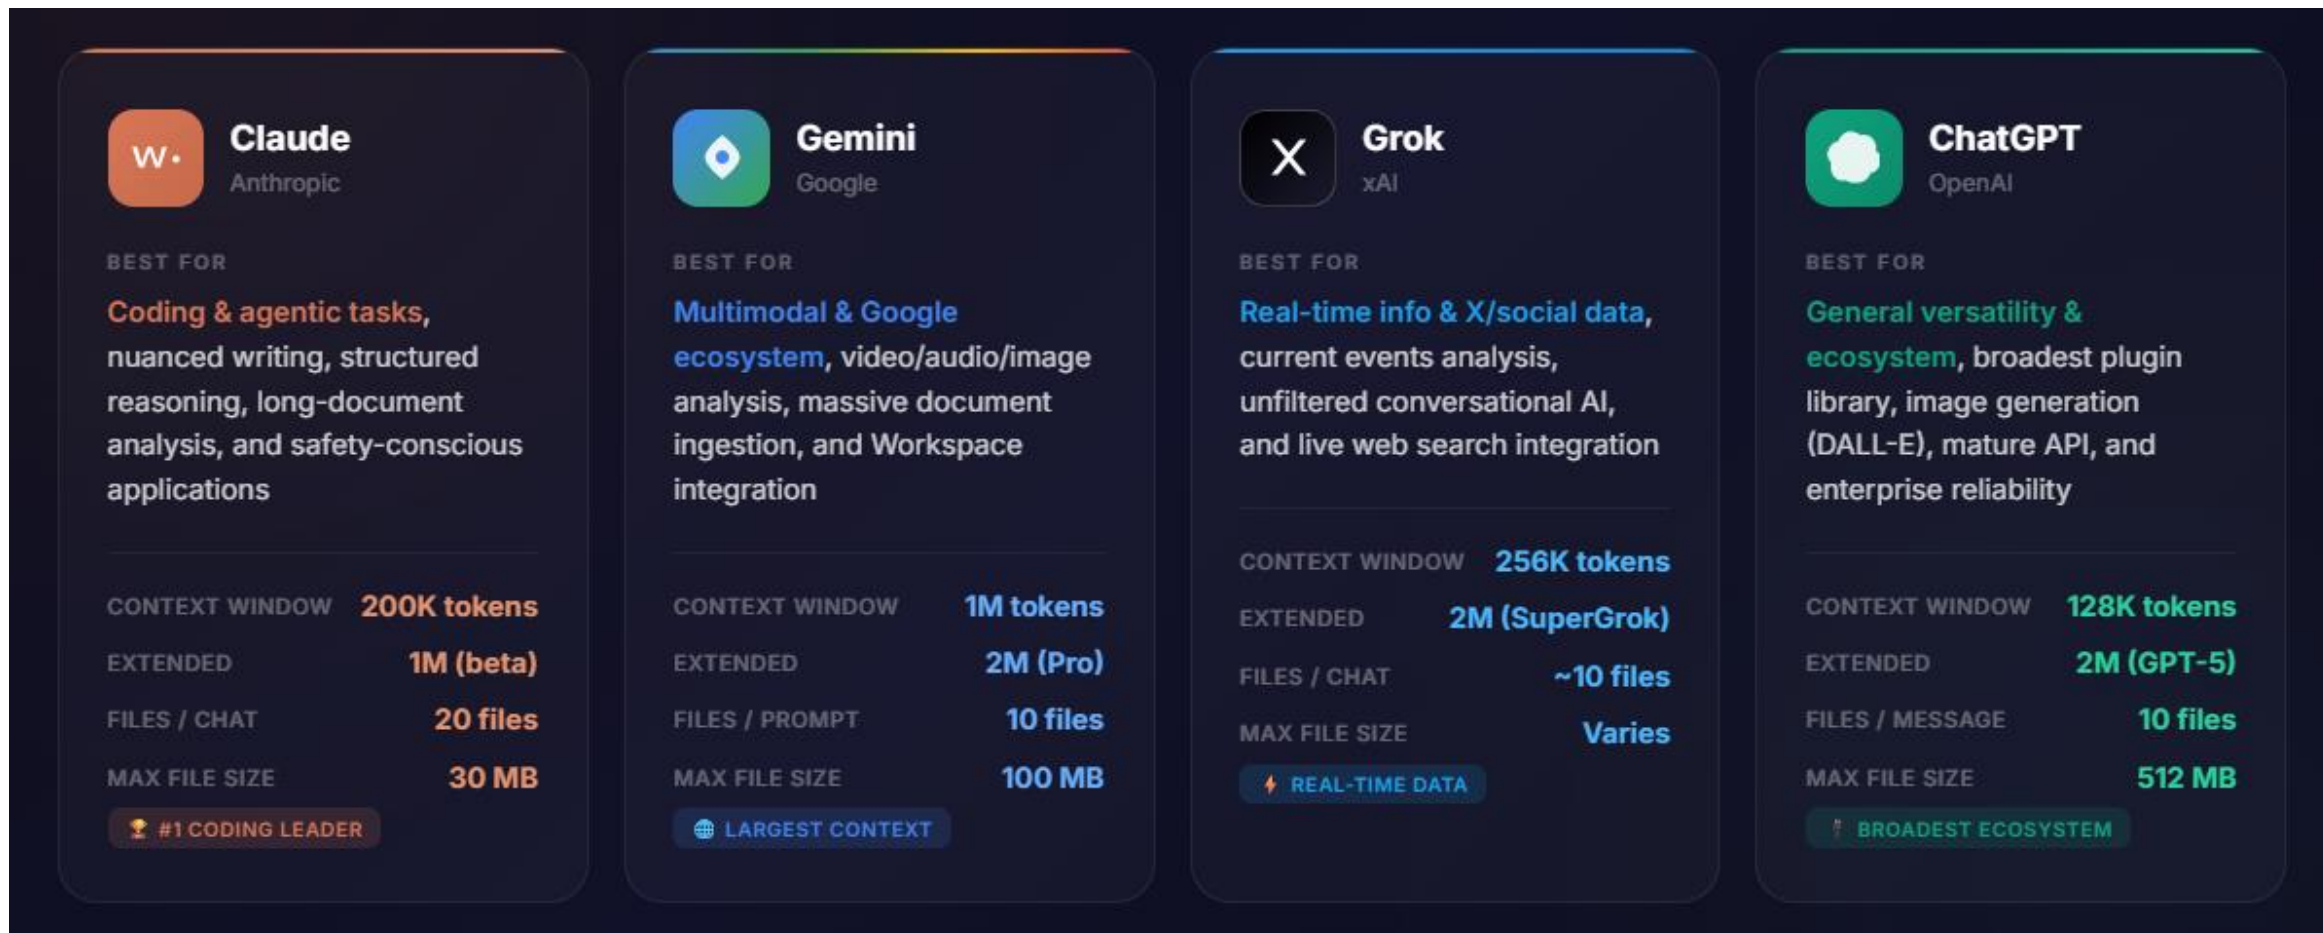 W.
Claude
Anthropic
BEST FOR
Coding & agentic tasks,
nuanced writing, structured
reasoning, long-document
analysis, and safety-conscious
applications
CONTEXT WINDOW 200K tokens
EXTENDED 1M (beta)
FILES / CHAT 20 files
MAX FILE SIZE 30 MB
#1 CODING LEADER
Gemini
Google
BEST FOR
Multimodal & Google
ecosystem, video/audio/image
analysis, massive document
ingestion, and Workspace
integration
CONTEXT WINDOW 1M tokens
EXTENDED 2M (Pro)
FILES / PROMPT 10 files
MAX FILE SIZE 100 MB
LARGEST CONTEXT
X
Grok
xAI
BEST FOR
Real-time info & X/social data,
current events analysis,
unfiltered conversational AI,
and live web search integration
CONTEXT WINDOW 256K tokens
EXTENDED 2M (SuperGrok)
FILES / CHAT ~10 files
MAX FILE SIZE Varies
REAL-TIME DATA
ChatGPT
OpenAI
BEST FOR
General versatility &
ecosystem, broadest plugin
library, image generation
(DALL-E), mature API, and
enterprise reliability
CONTEXT WINDOW 128K tokens
EXTENDED 2M (GPT-5)
FILES / MESSAGE 10 files
MAX FILE SIZE 512 MB
BROADEST ECOSYSTEM